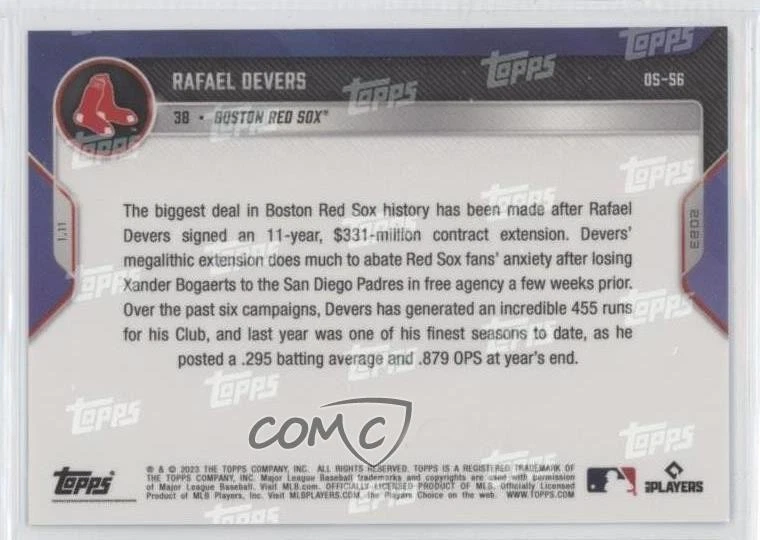 RAFAEL DEVERS
OS-56
3B • BOSTON RED SOX™
1.11
2023
The biggest deal in Boston Red Sox history has been made after Rafael
Devers signed an 11-year, $331-million contract extension. Devers'
megalithic extension does much to abate Red Sox fans' anxiety after losing
Xander Bogaerts to the San Diego Padres in free agency a few weeks prior.
Over the past six campaigns, Devers has generated an incredible 455 runs
for his Club, and last year was one of his finest seasons to date, as he
posted a .295 batting average and .879 OPS at year's end.
COMC
Topps
® & © 2023 THE TOPPS COMPANY, INC. ALL RIGHTS RESERVED. TOPPS IS A REGISTERED TRADEMARK OF
THE TOPPS COMPANY, INC. Major League Baseball trademarks and copyrights are used with permission
of Major League Baseball. Visit MLB.com. OFFICIALLY LICENSED PRODUCT OF MLB. Officially Licensed
Product of MLB Players, Inc. Visit MLBPLAYERS.COM, the Players Choice on the web. WWW.TOPPS.COM
PLAYERS